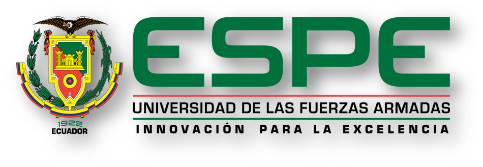 ESPE
UNIVERSIDAD DE LAS FUERZAS ARMADAS
INNOVACIÓN PARA LA EXCELENCIA
1922
ECUADOR